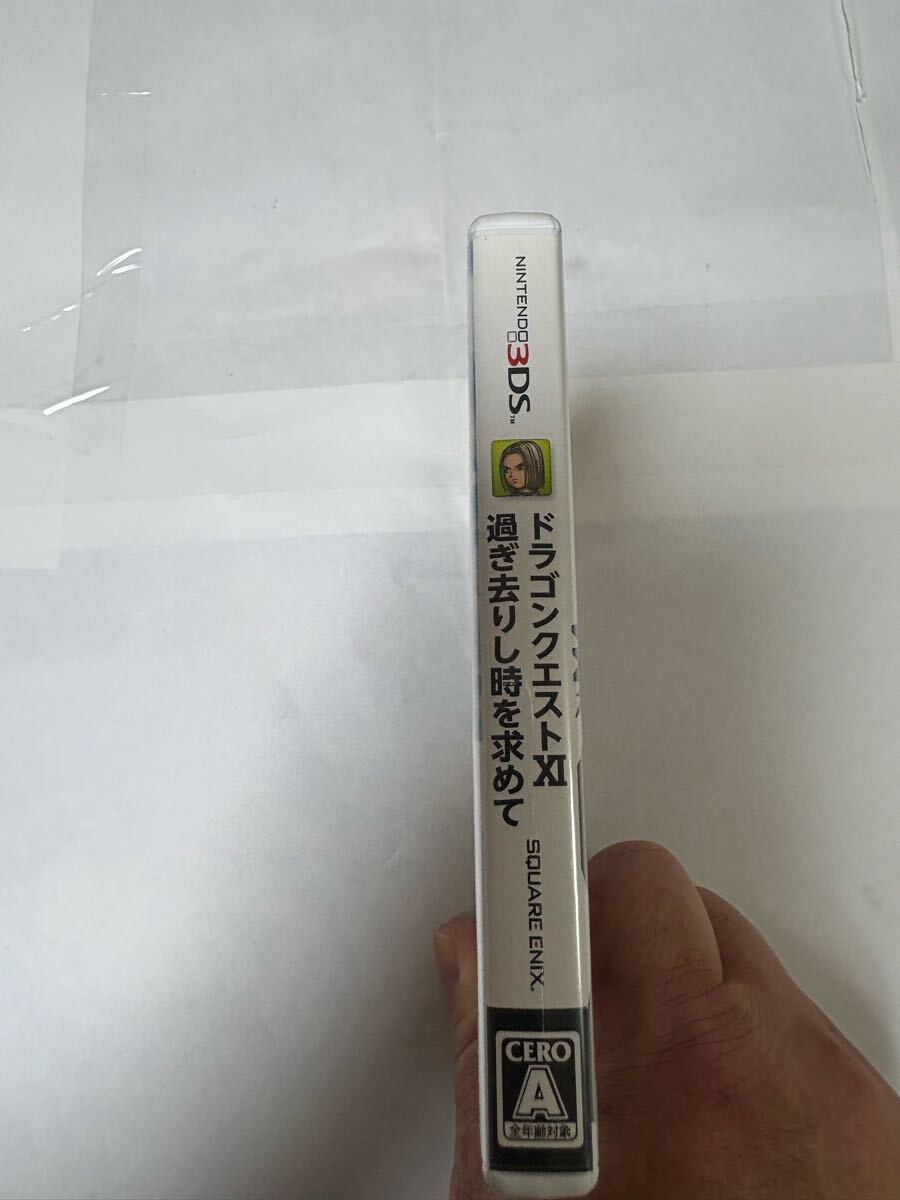 NINTENDO
3DS™
ドラゴンクエストXI
過ぎ去りし時を求めて
SQUARE ENIX.
CERO
A
全年齢対象